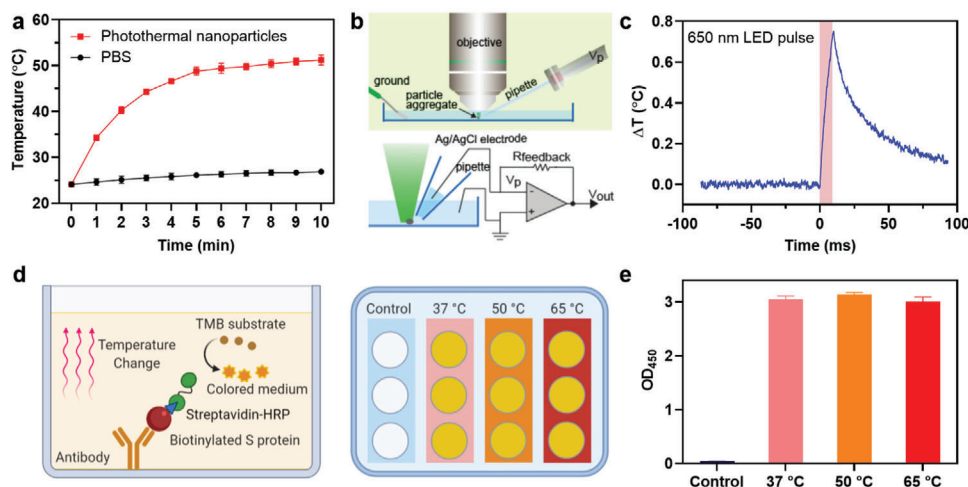 a
Photothermal nanoparticles
PBS
Temperature (°C)
60
50
40
30
20
0 1 2 3 4 5 6 7 8 9 10
Time (min)
b
objective
Vp
ground
particle
aggregate
pipette
Ag/AgCl electrode
pipette
Rfeedback
Vp
-
+
Vout
c
650 nm LED pulse
ΔT (°C)
0.8
0.6
0.4
0.2
0.0
-100 -50 0 50 100
Time (ms)
d
Temperature
Change
TMB substrate
Colored medium
Streptavidin-HRP
Biotinylated S protein
Antibody
Control 37 °C 50 °C 65 °C
e
OD450
3
2
1
0
Control 37 °C 50 °C 65 °C